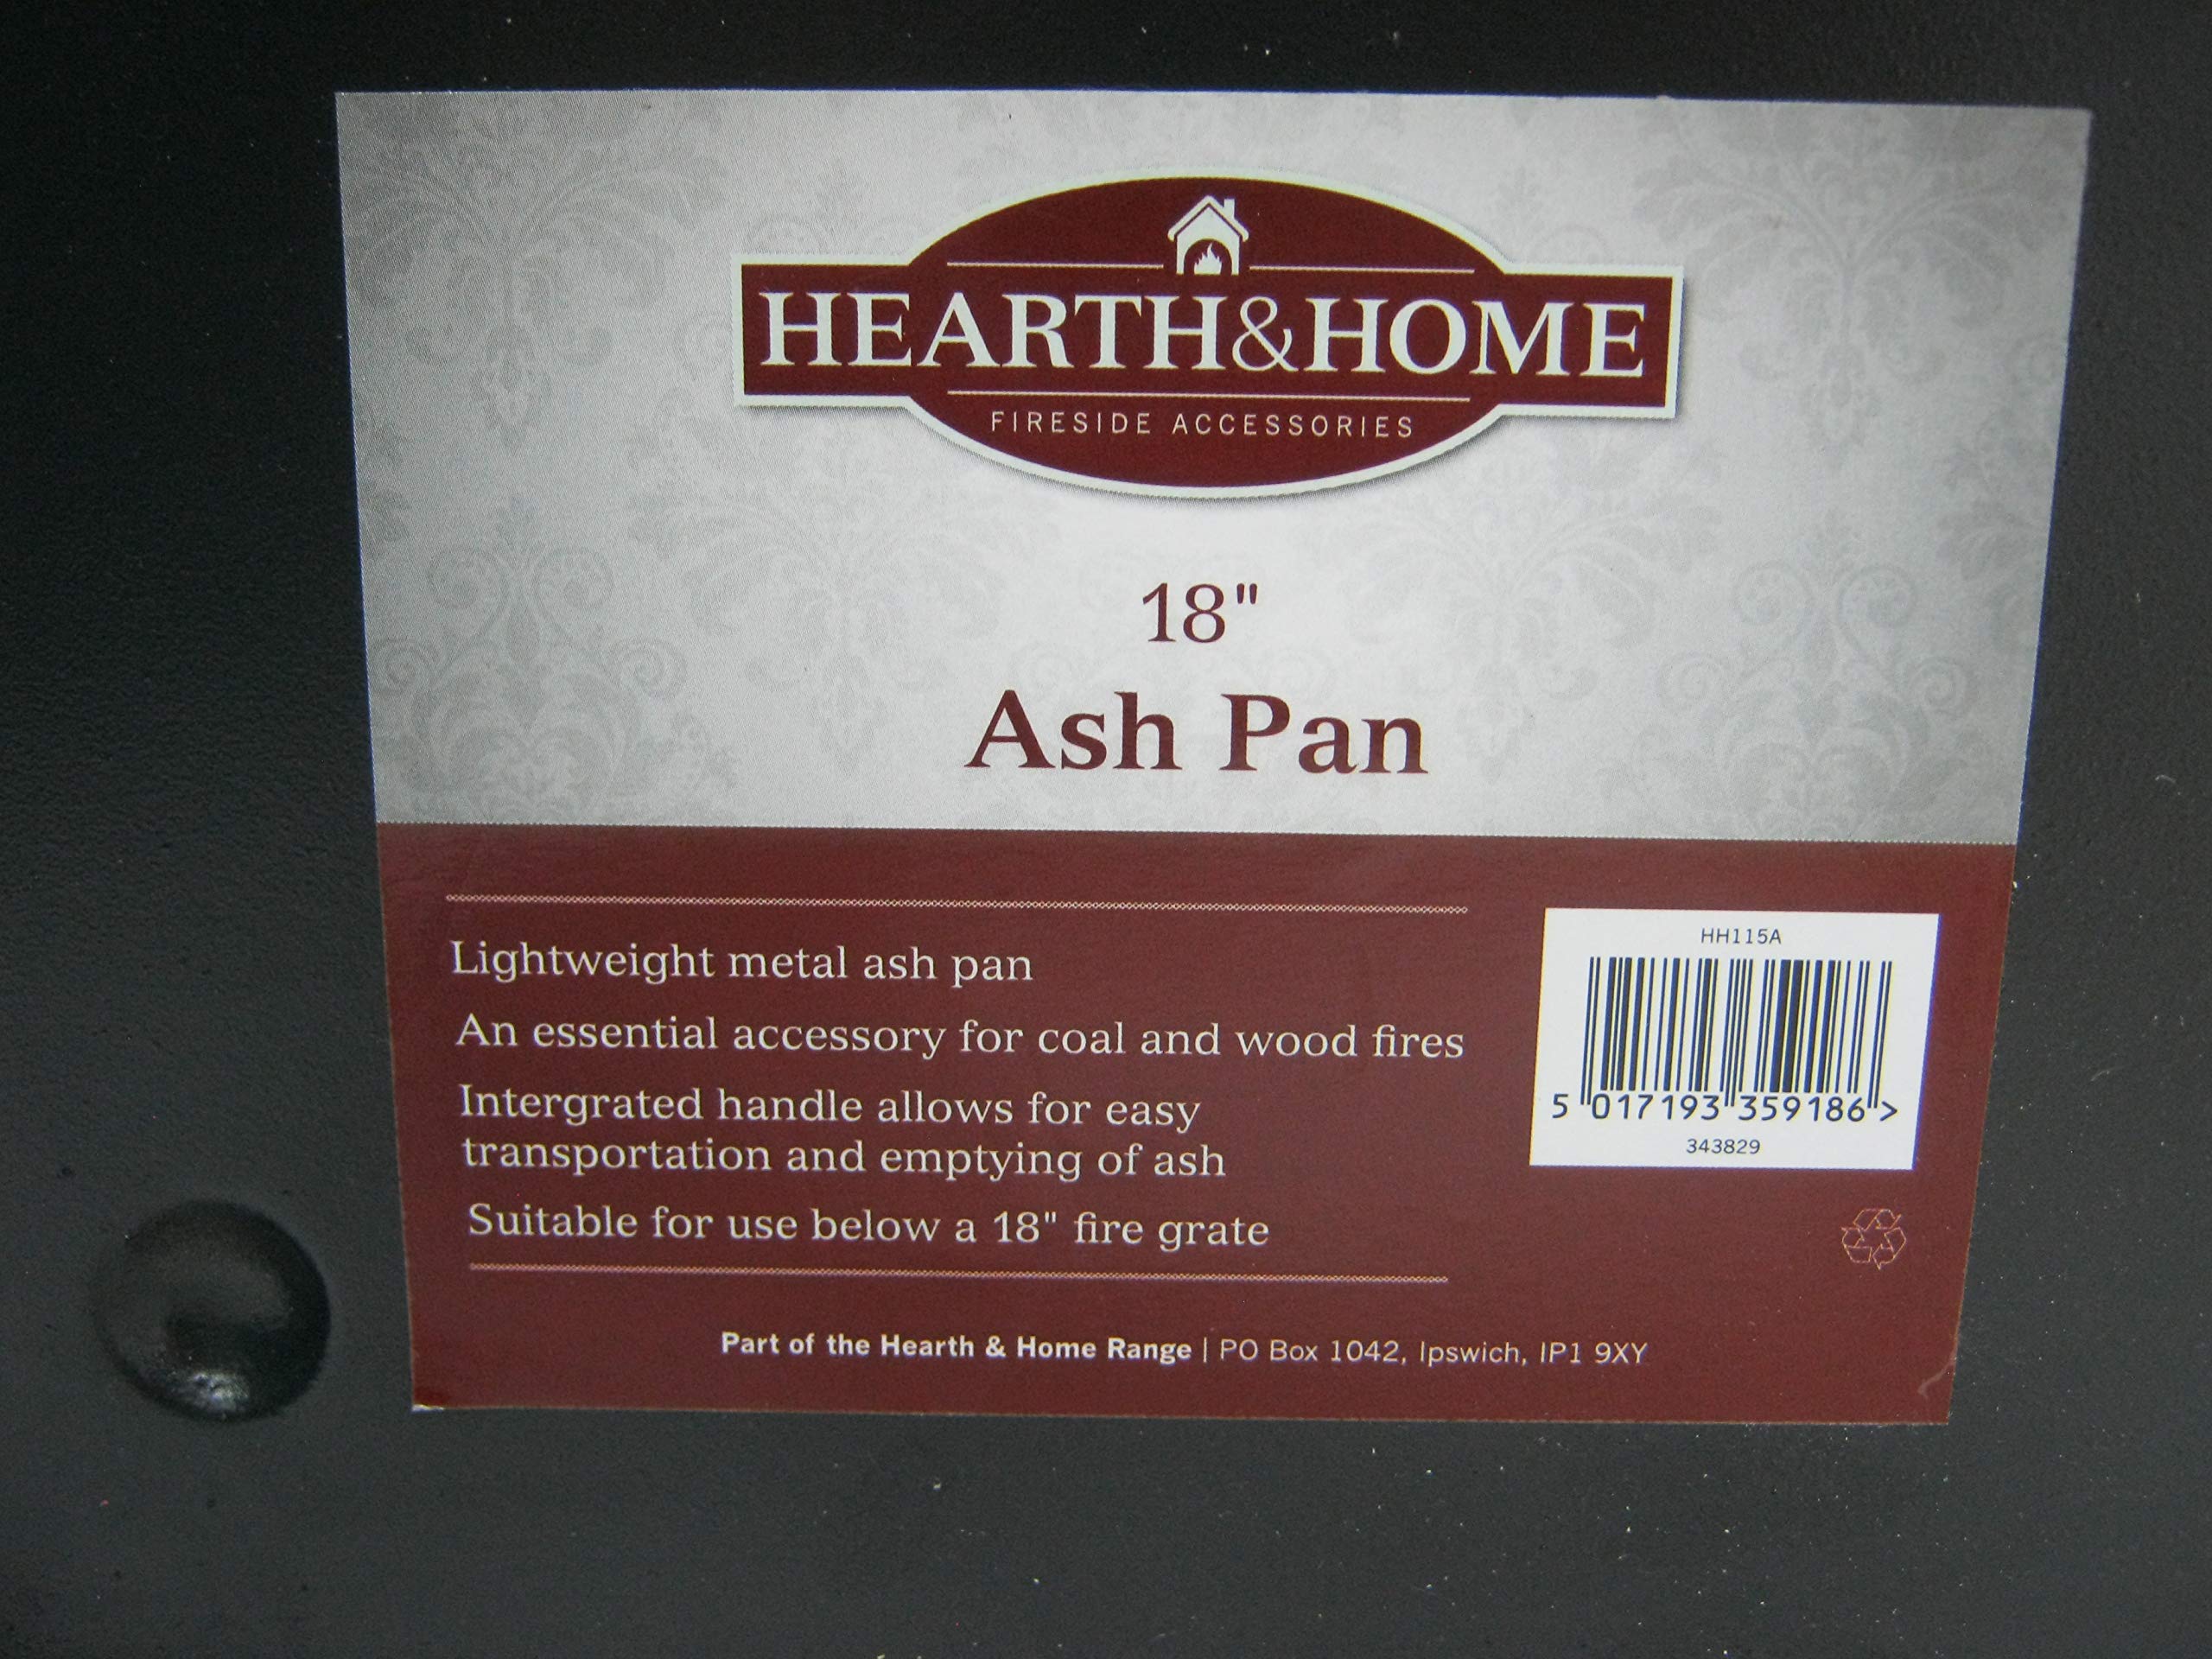 HEARTH&HOME
FIRESIDE ACCESSORIES
18"
Ash Pan
Lightweight metal ash pan
An essential accessory for coal and wood fires
Intergrated handle allows for easy
transportation and emptying of ash
Suitable for use below a 18" fire grate
HH115A
5 017193 359186 >
343829
Part of the Hearth & Home Range | PO Box 1042, Ipswich, IP1 9XY